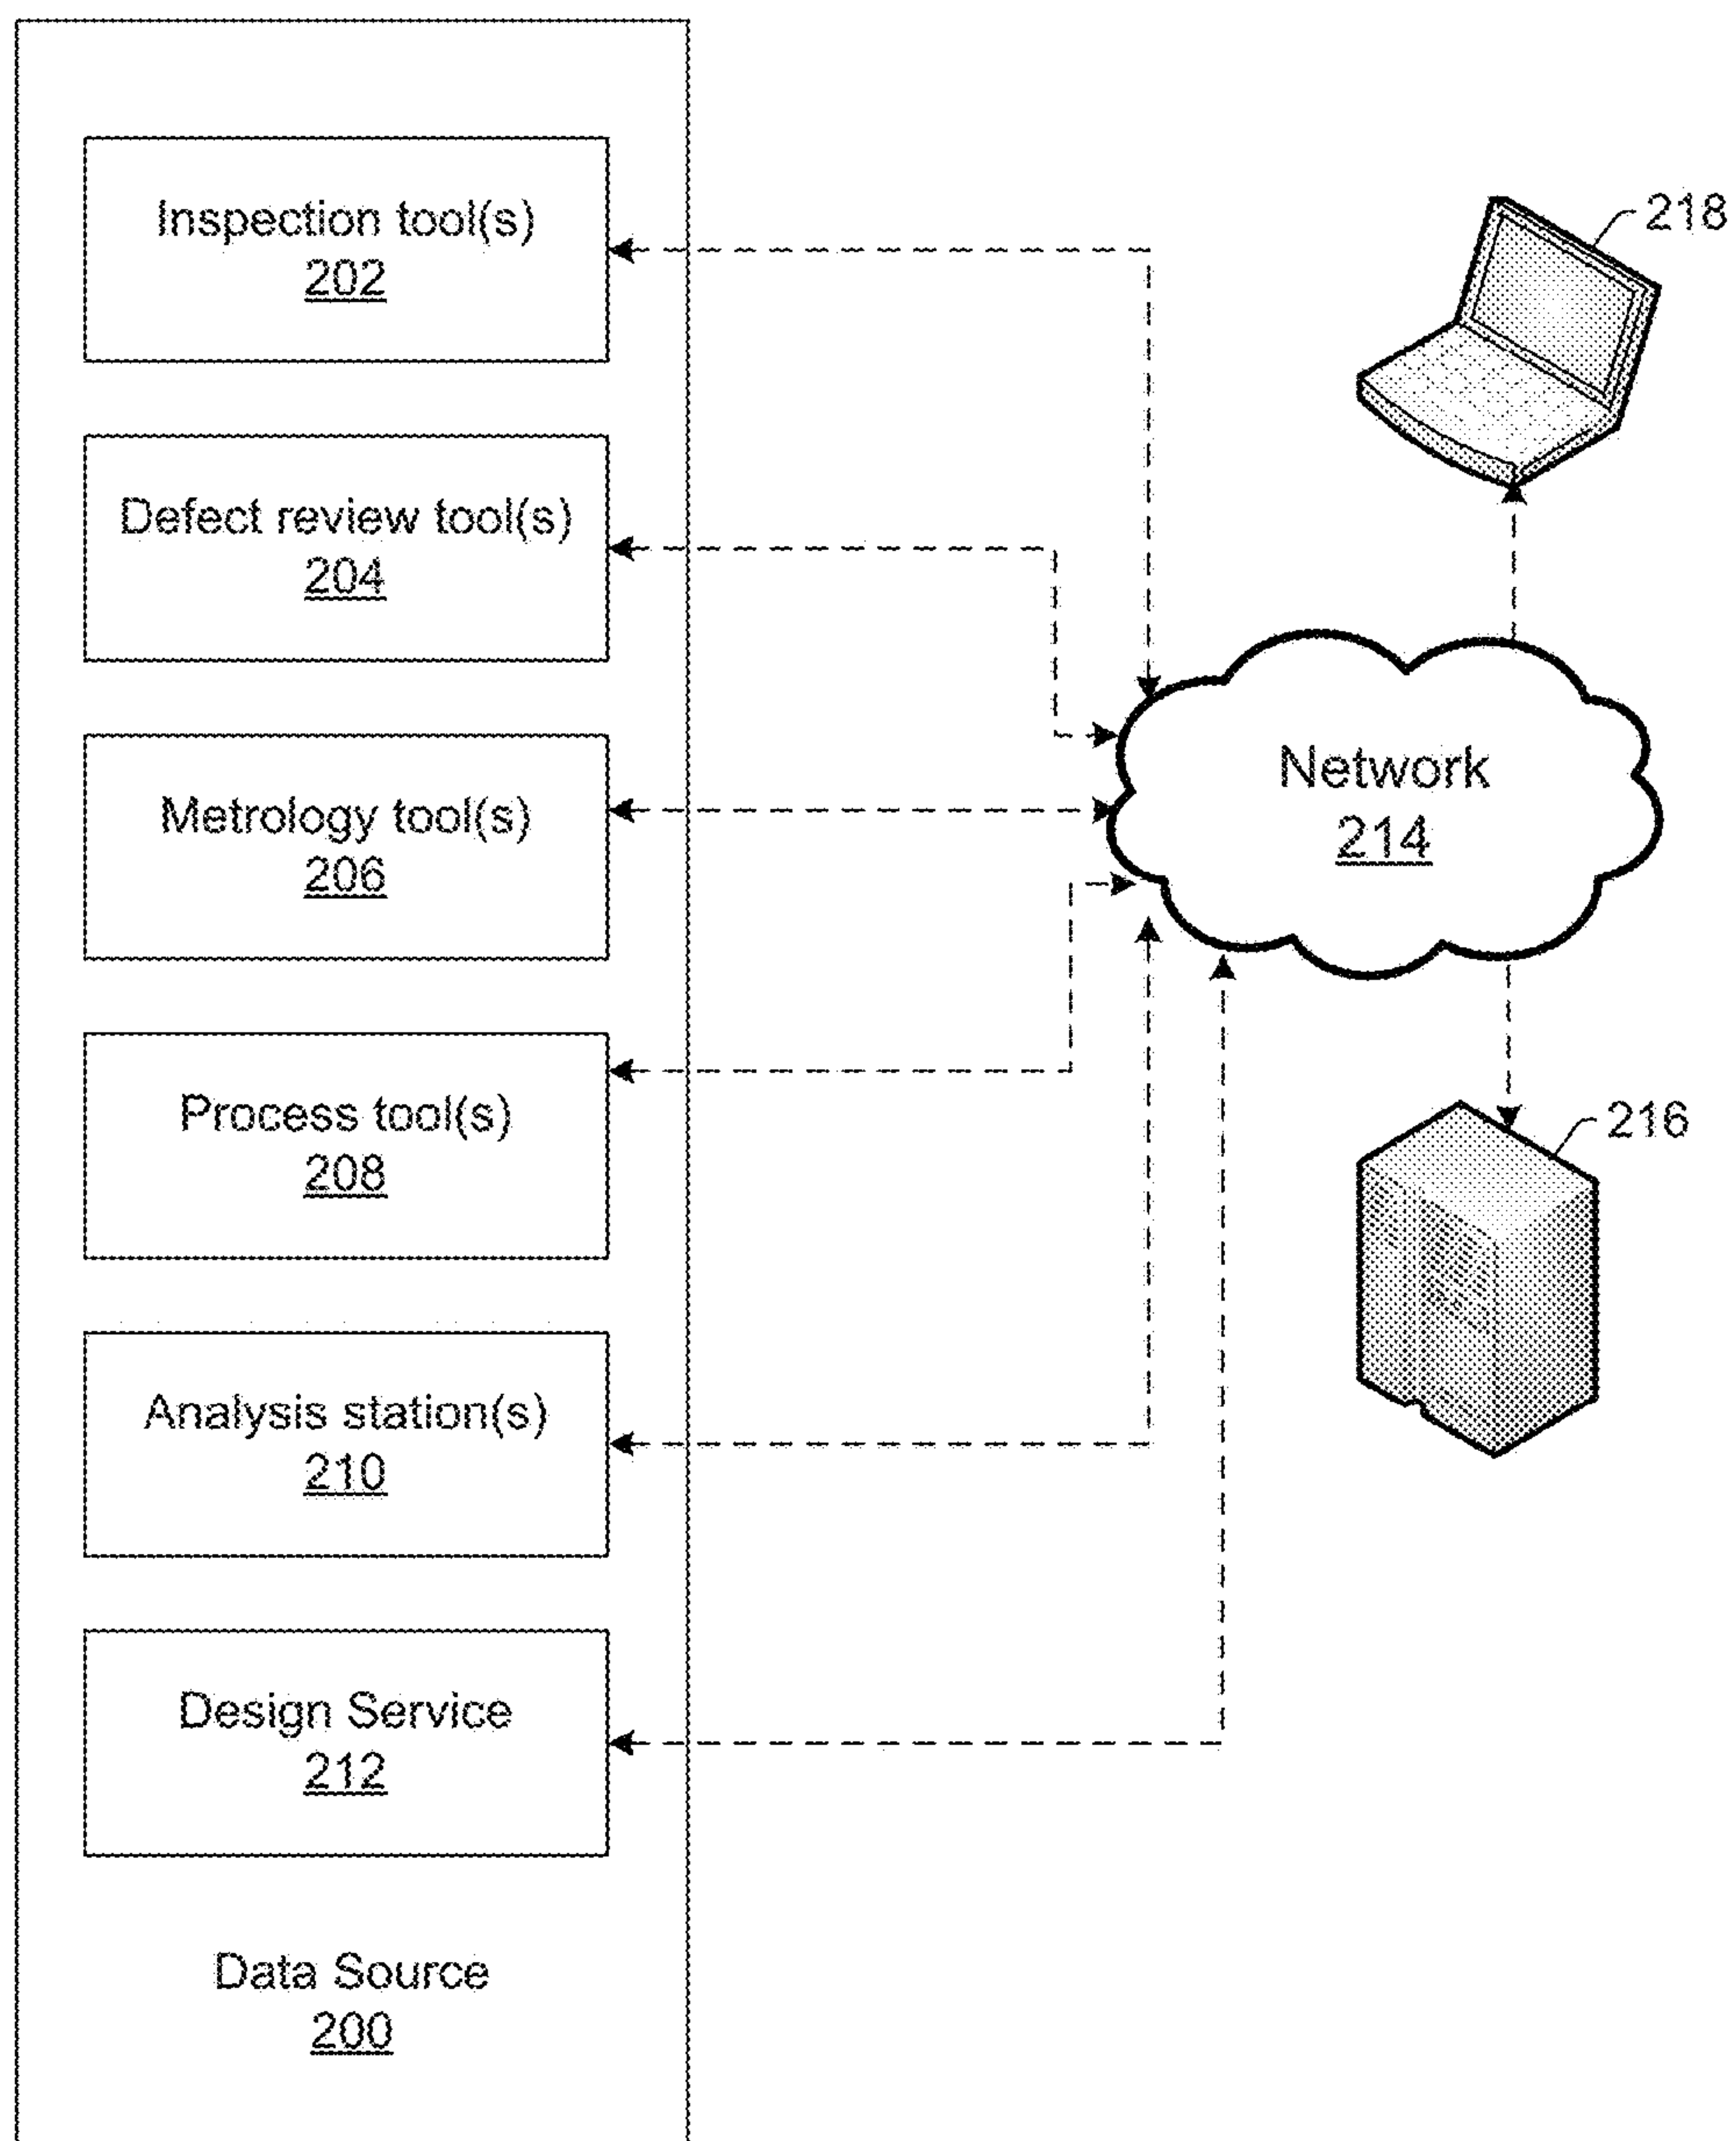 Inspection tool(s)
202
Defect review tool(s)
204
Metrology tool(s)
206
Process tool(s)
208
Analysis station(s)
210
Design Service
212
Data Source
200
Network
214
218
216